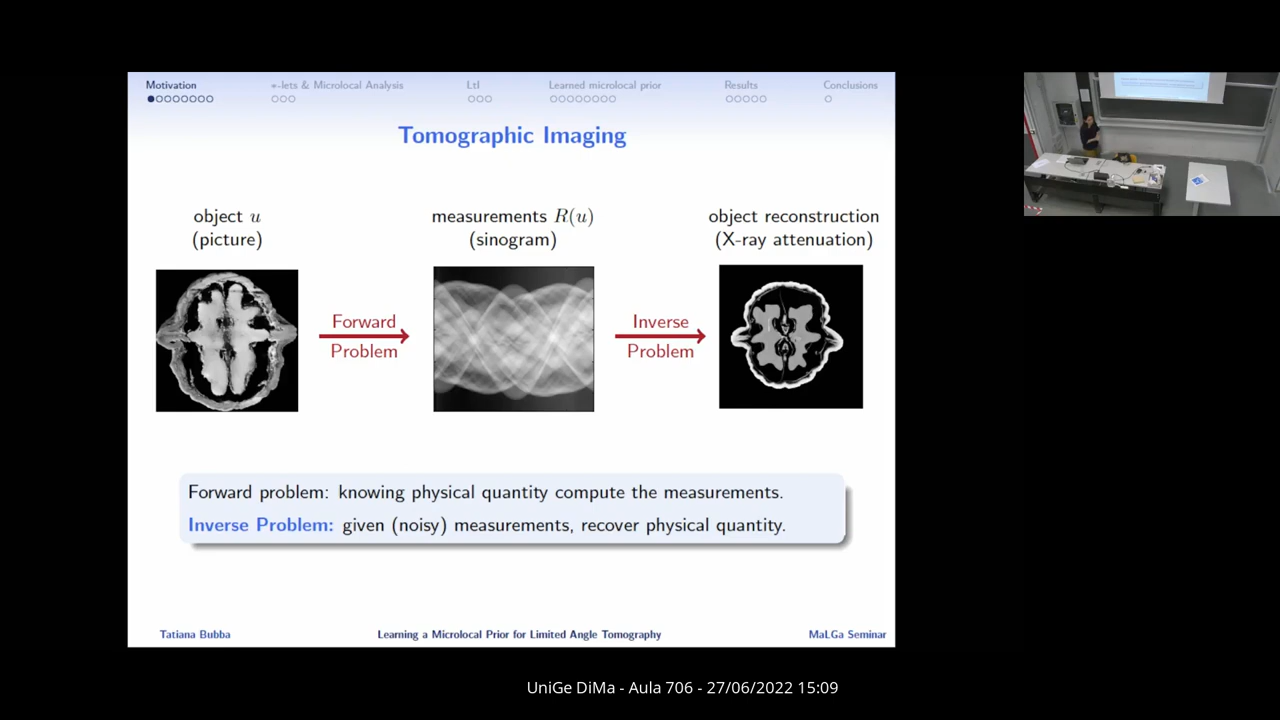 Motivation
*-lets & Microlocal Analysis
LtI
Learned microlocal prior
Results
Conclusions
Tomographic Imaging
object u
(picture)
measurements R(u)
(sinogram)
object reconstruction
(X-ray attenuation)
Forward
Problem
Inverse
Problem
Forward problem: knowing physical quantity compute the measurements.
Inverse Problem: given (noisy) measurements, recover physical quantity.
Tatiana Bubba
Learning a Microlocal Prior for Limited Angle Tomography
MaLGa Seminar
UniGe DiMa - Aula 706 - 27/06/2022 15:09